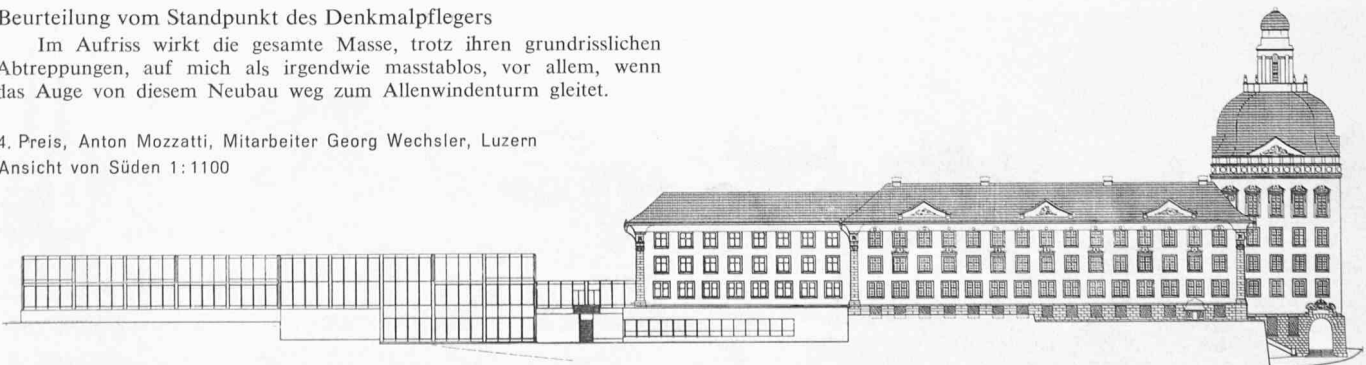 Beurteilung vom Standpunkt des Denkmalpflegers
Im Aufriss wirkt die gesamte Masse, trotz ihren grundrisslichen
Abtreppungen, auf mich als irgendwie masstablos, vor allem, wenn
das Auge von diesem Neubau weg zum Allenwindenturm gleitet.
4. Preis, Anton Mozzatti, Mitarbeiter Georg Wechsler, Luzern
Ansicht von Süden 1:1100